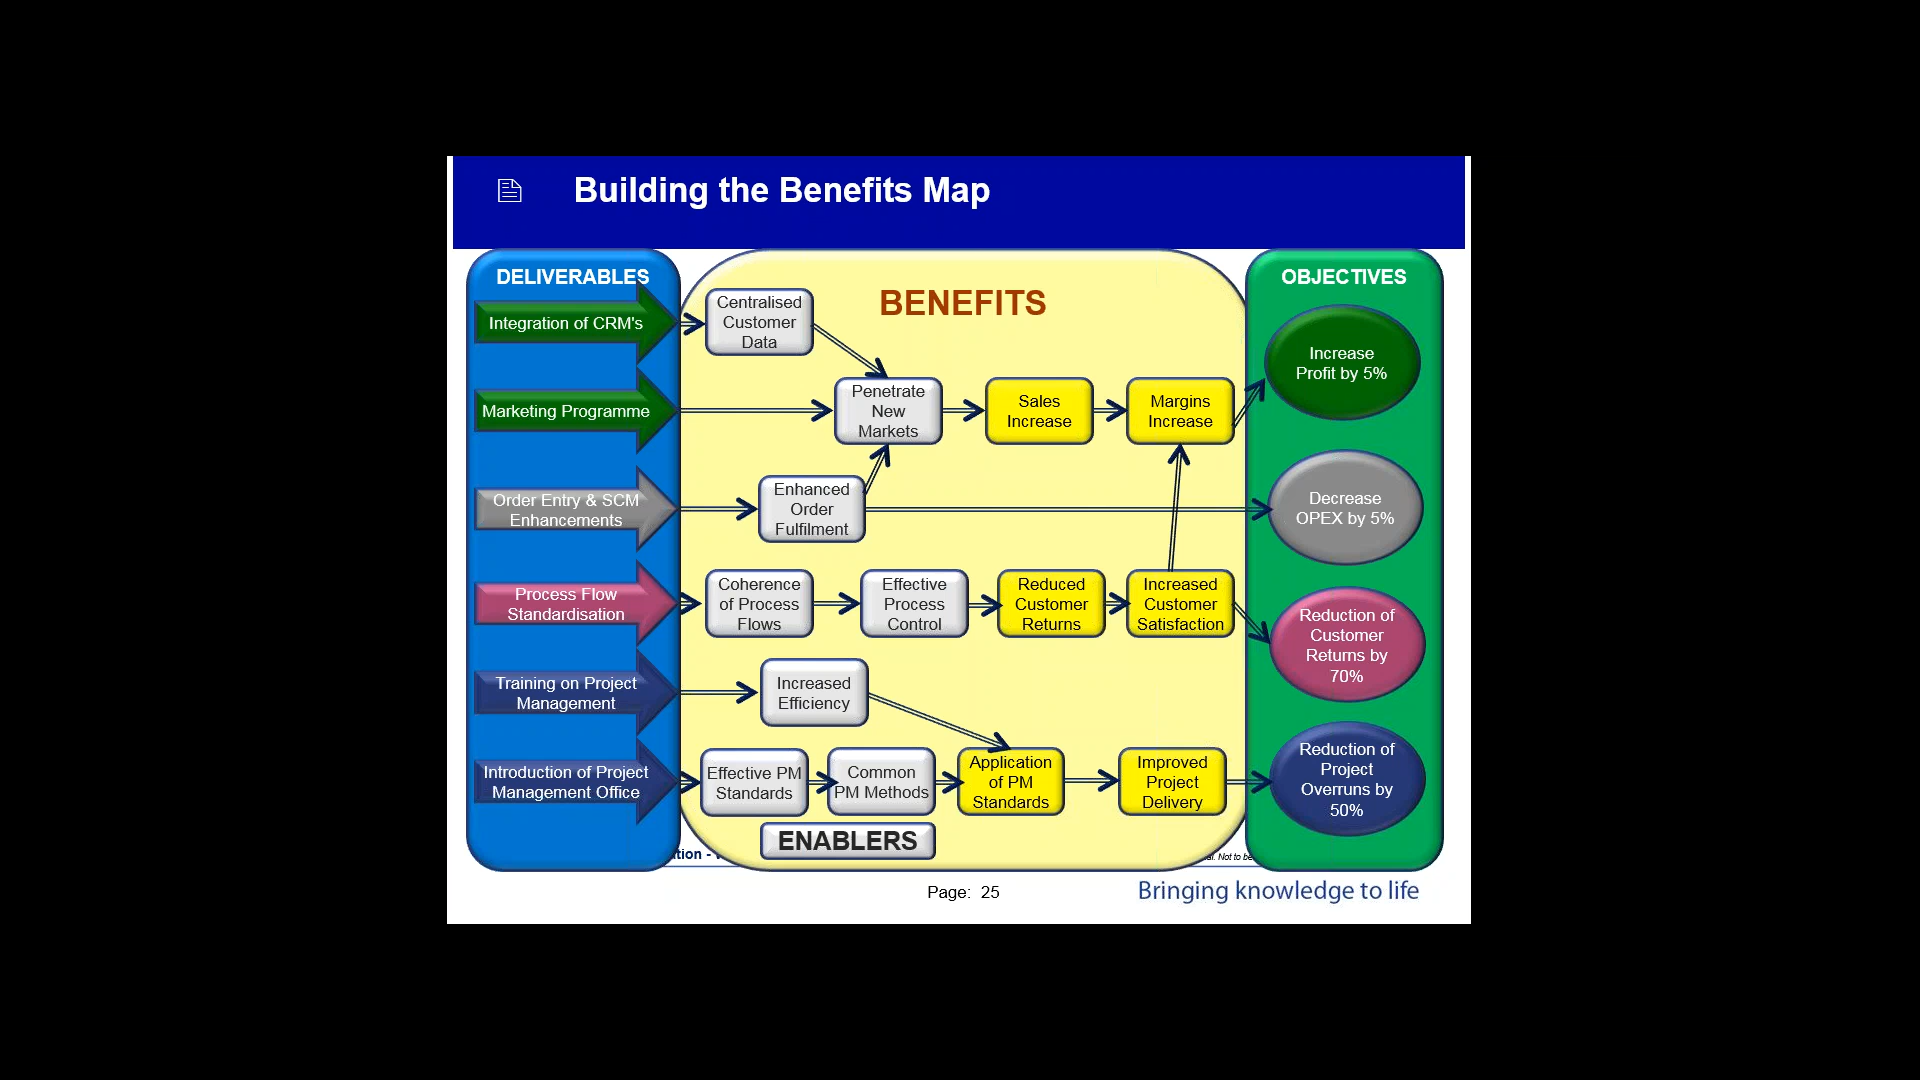 Building the Benefits Map
DELIVERABLES
Integration of CRM's
Marketing Programme
Order Entry & SCM
Enhancements
Process Flow
Standardisation
Training on Project
Management
Introduction of Project
Management Office
BENEFITS
Centralised
Customer
Data
Penetrate
New
Markets
Sales
Increase
Margins
Increase
Enhanced
Order
Fulfilment
Coherence
of Process
Flows
Effective
Process
Control
Reduced
Customer
Returns
Increased
Customer
Satisfaction
Increased
Efficiency
Effective PM
Standards
Common
PM Methods
Application
of PM
Standards
Improved
Project
Delivery
ENABLERS
OBJECTIVES
Increase
Profit by 5%
Decrease
OPEX by 5%
Reduction of
Customer
Returns by
70%
Reduction of
Project
Overruns by
50%
Not to be
Page: 25
Bringing knowledge to life